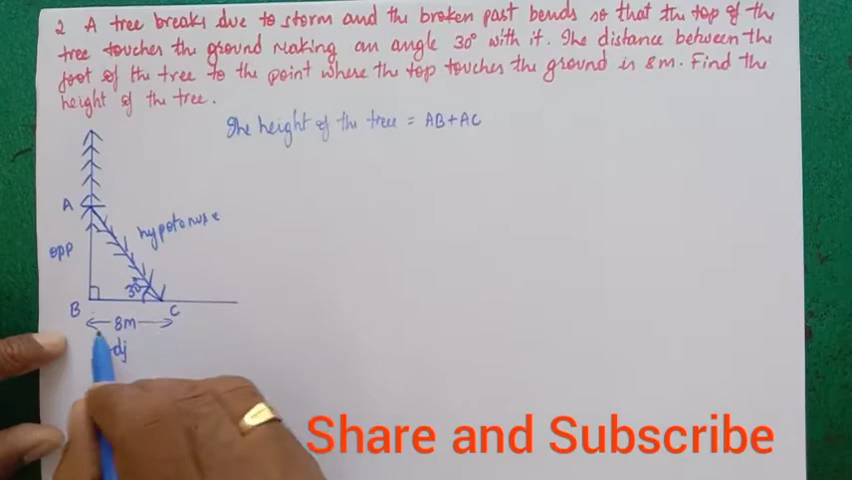 2 A tree breaks due to storm and the broken part bends so that the top of the
tree touches the ground making an angle 30° with it. The distance between the
foot of the tree to the point where the top touches the ground is 8m. Find the
height of the tree.
The height of the tree = AB+AC
A
hypotonuse
opp
30°
B
C
8m
dj
Share and Subscribe